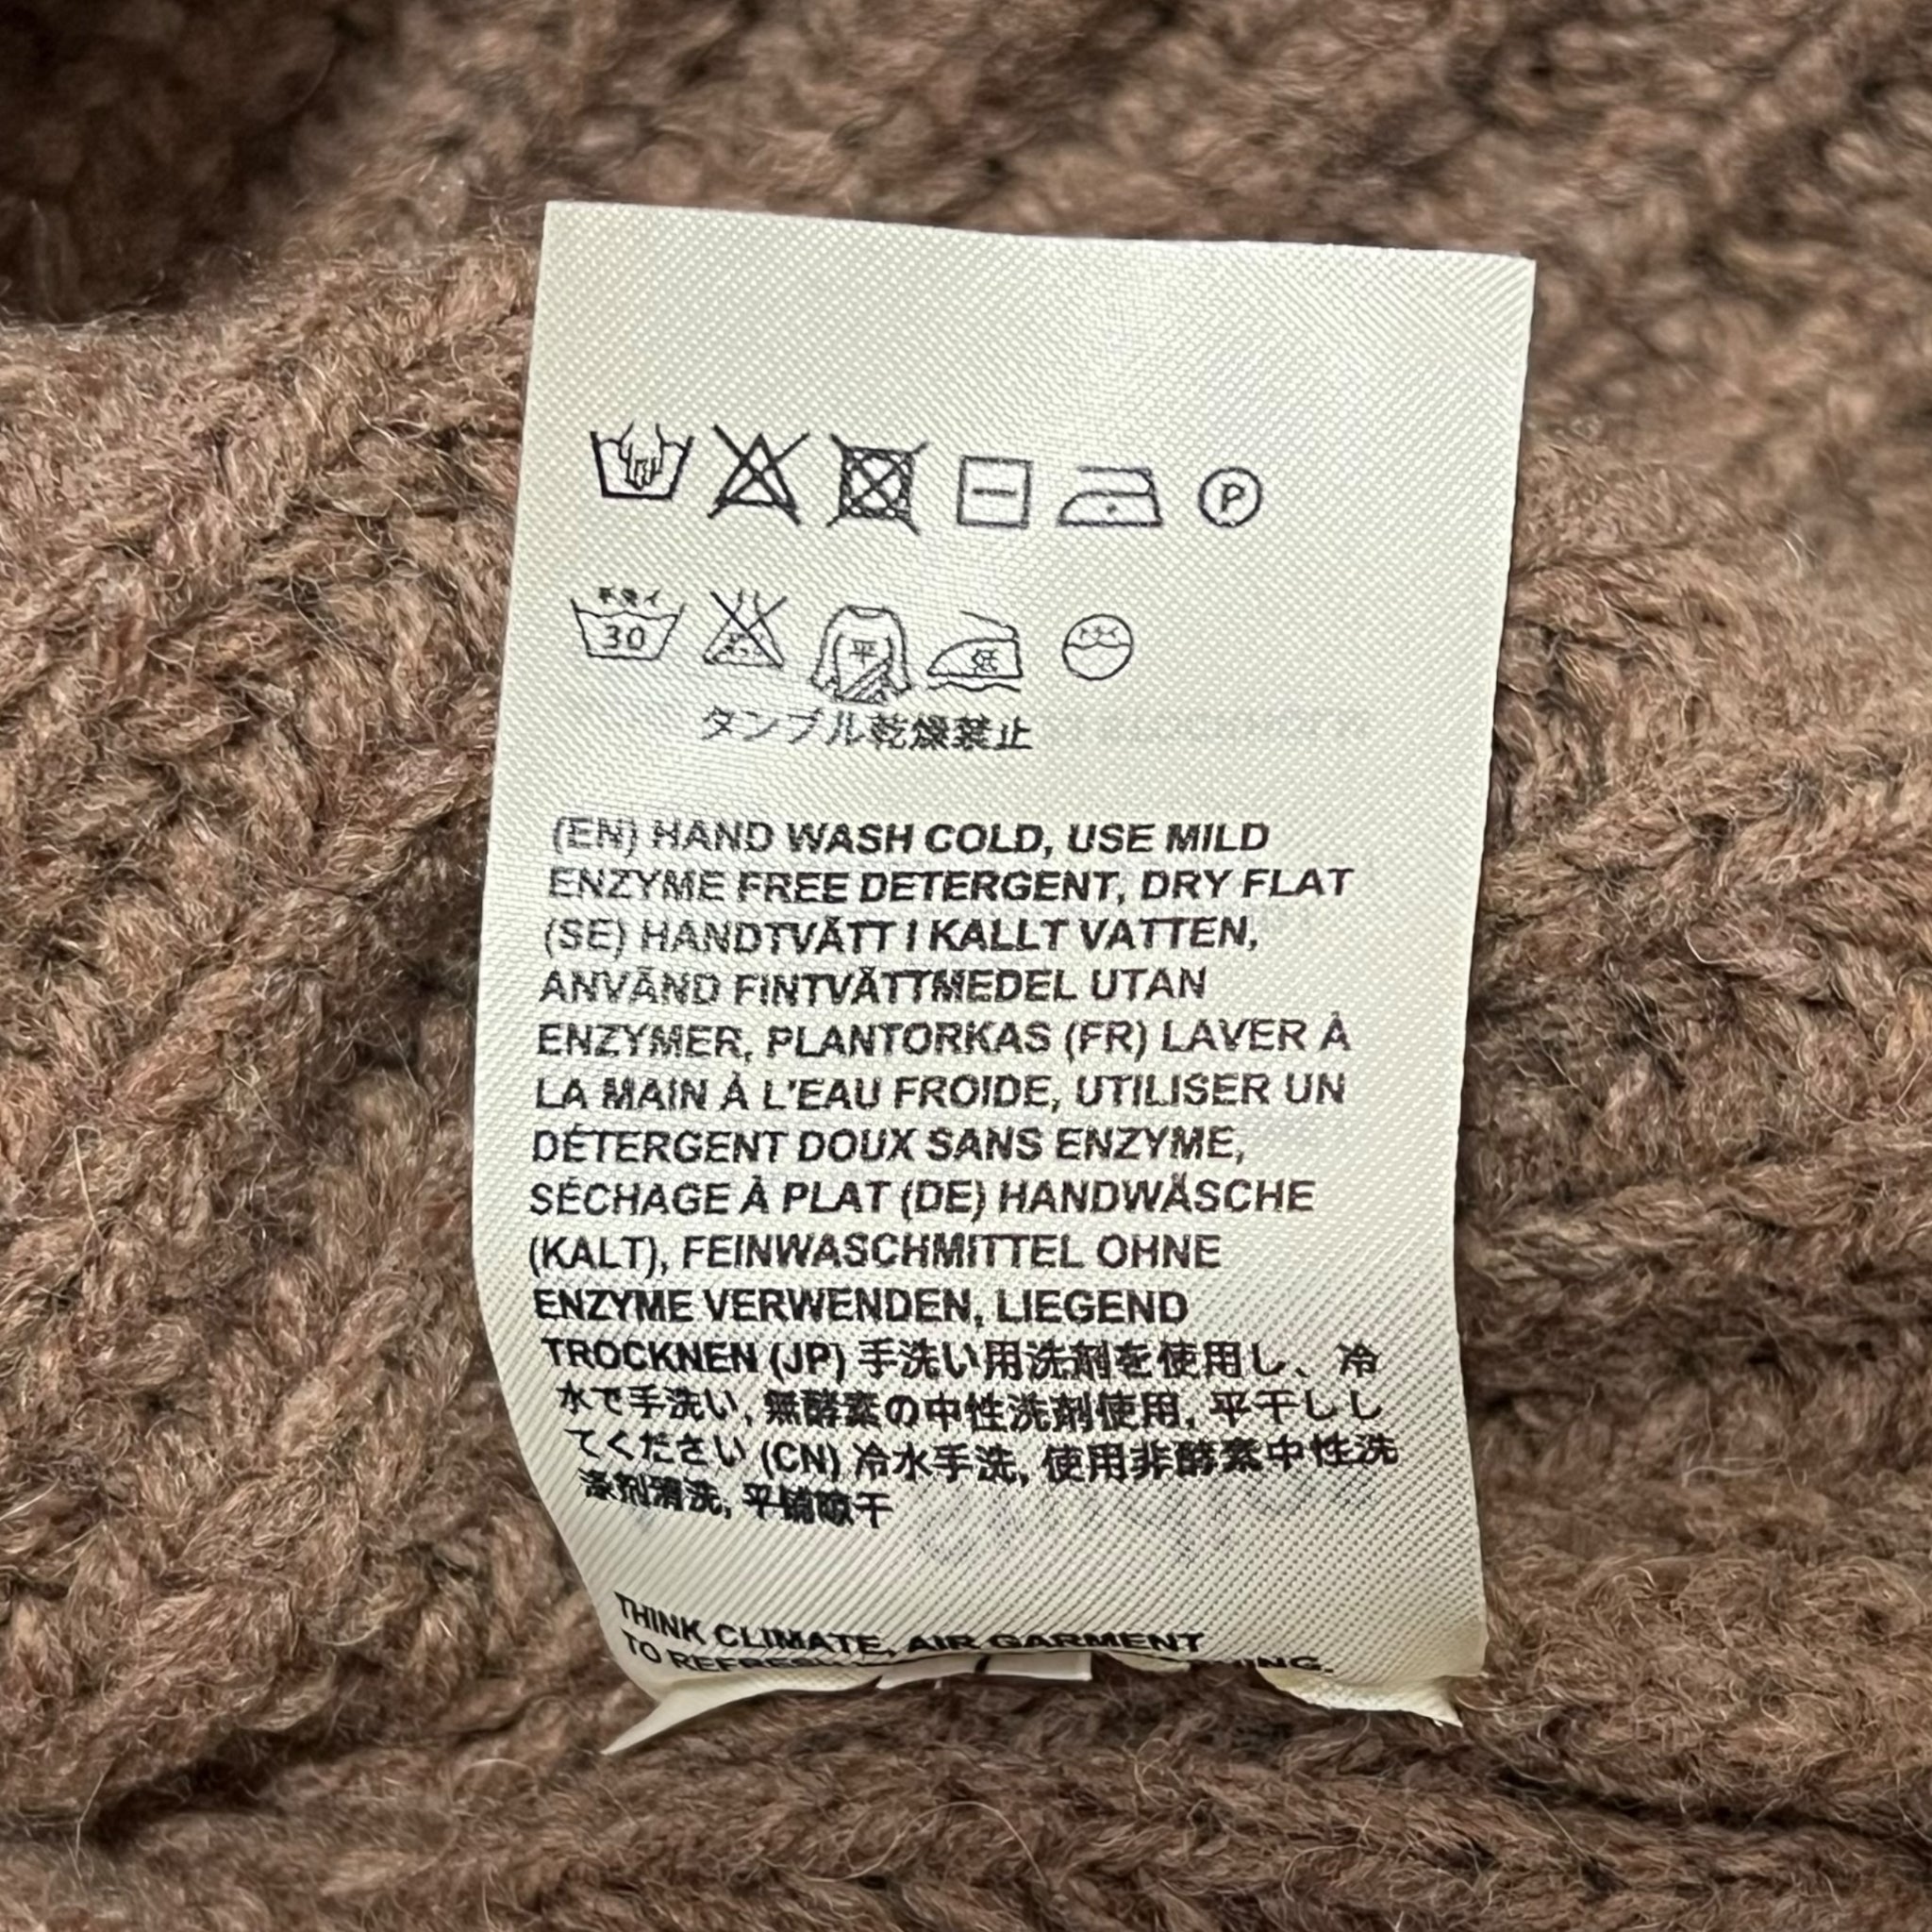 P
手洗イ
30
平
低
ドライ
タンブル乾燥禁止
(EN) HAND WASH COLD, USE MILD
ENZYME FREE DETERGENT, DRY FLAT
(SE) HANDTVÄTT I KALLT VATTEN,
ANVÄND FINTVÄTTMEDEL UTAN
ENZYMER, PLANTORKAS (FR) LAVER À
LA MAIN À L'EAU FROIDE, UTILISER UN
DÉTERGENT DOUX SANS ENZYME,
SÉCHAGE À PLAT (DE) HANDWÄSCHE
(KALT), FEINWASCHMITTEL OHNE
ENZYME VERWENDEN, LIEGEND
TROCKNEN (JP) 手洗い用洗剤を使用し、冷
水で手洗い, 無酵素の中性洗剤使用, 平干しし
てください (CN) 冷水手洗, 使用非酵素中性洗
涤剂清洗, 平铺晾干
THINK CLIMATE, AIR GARMENT
TO REFRESH